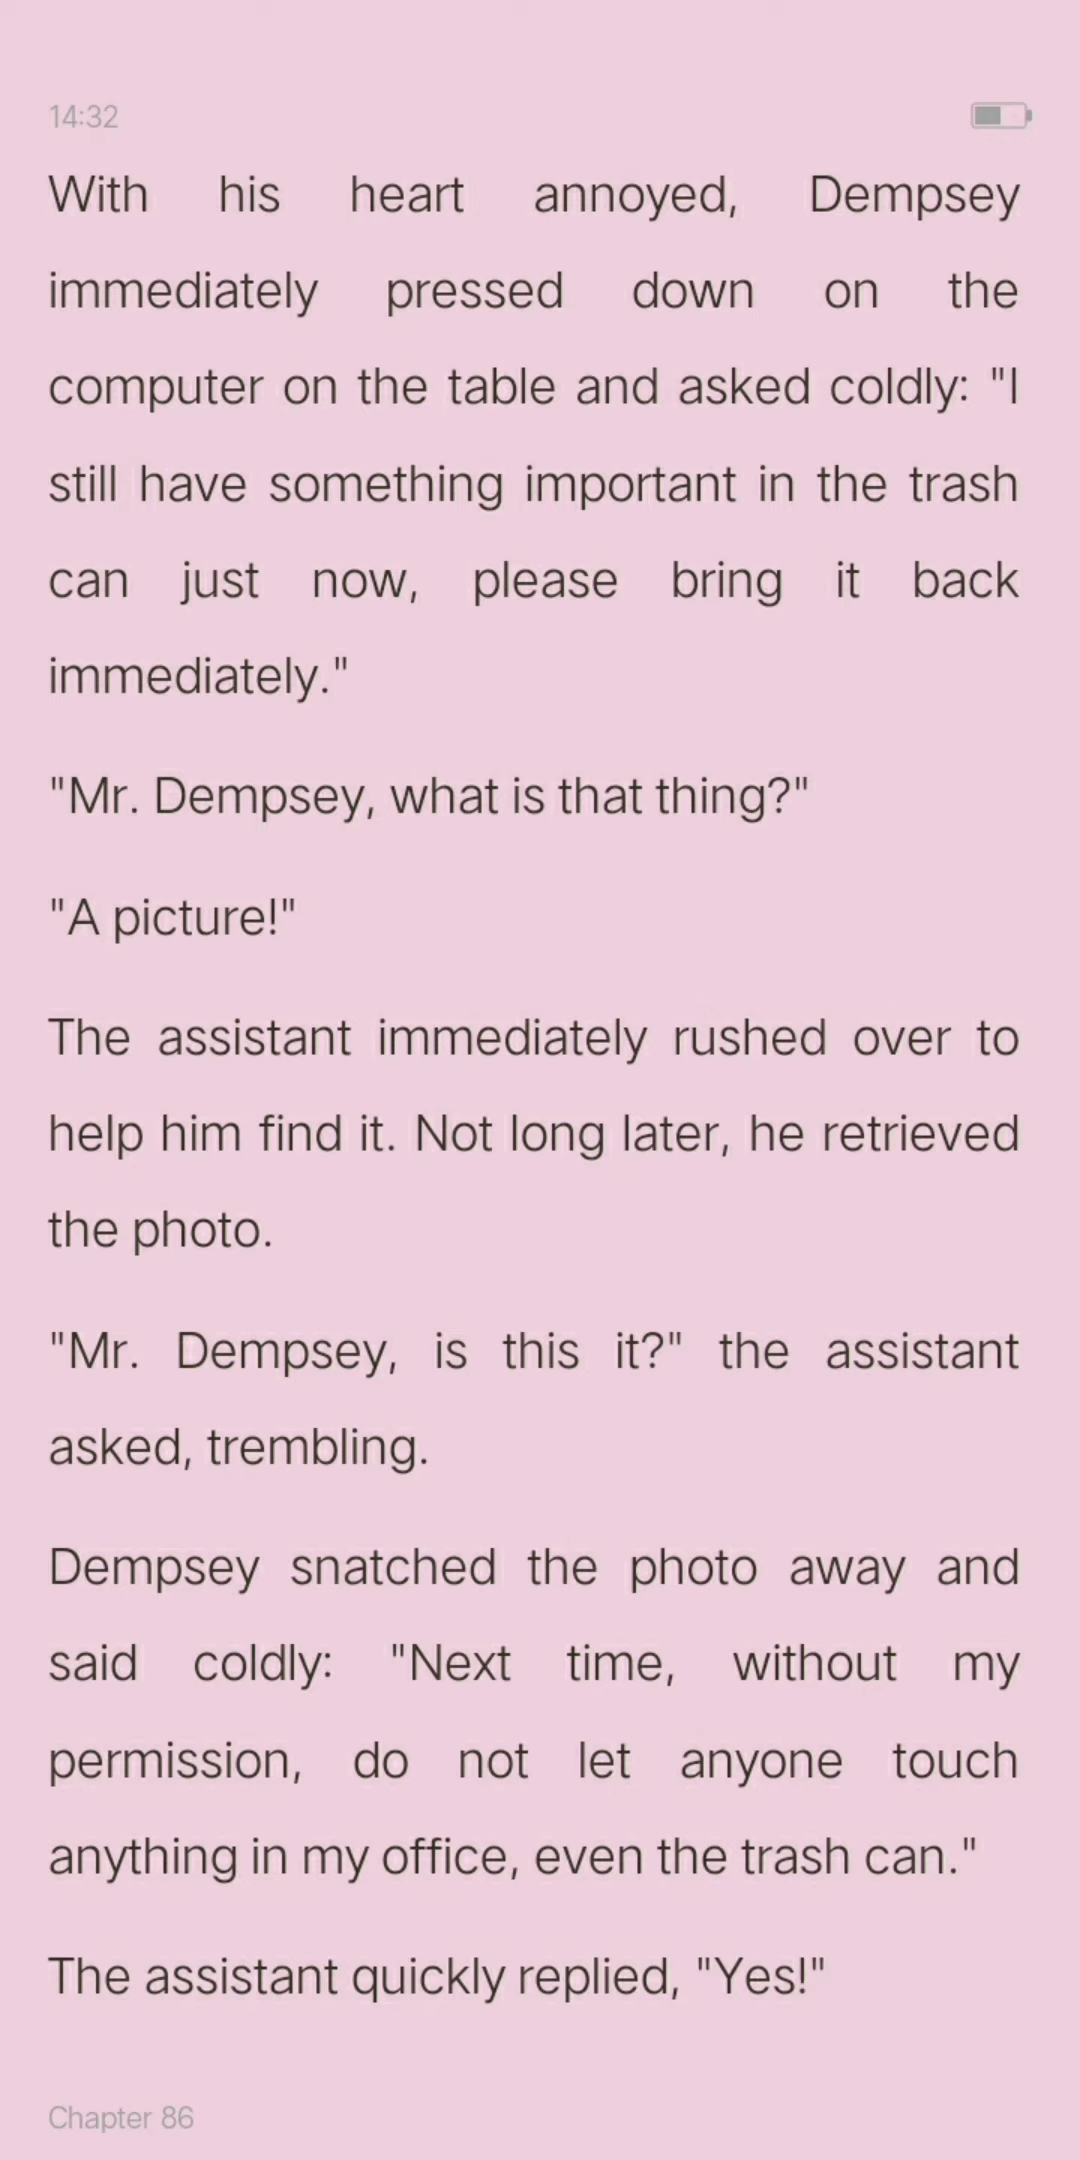 14:32
With his heart annoyed, Dempsey
immediately pressed down on the
computer on the table and asked coldly: "I
still have something important in the trash
can just now, please bring it back
immediately."
"Mr. Dempsey, what is that thing?"
"A picture!"
The assistant immediately rushed over to
help him find it. Not long later, he retrieved
the photo.
"Mr. Dempsey, is this it?" the assistant
asked, trembling.
Dempsey snatched the photo away and
said coldly: "Next time, without my
permission, do not let anyone touch
anything in my office, even the trash can."
The assistant quickly replied, "Yes!"
Chapter 86